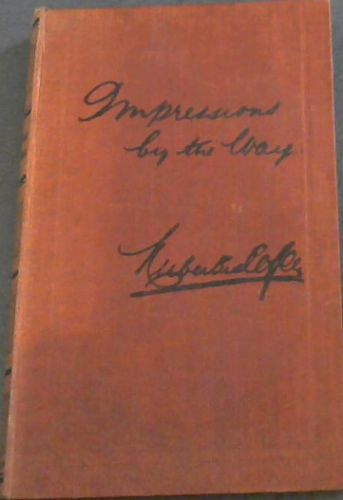 Impressions
by the Way.